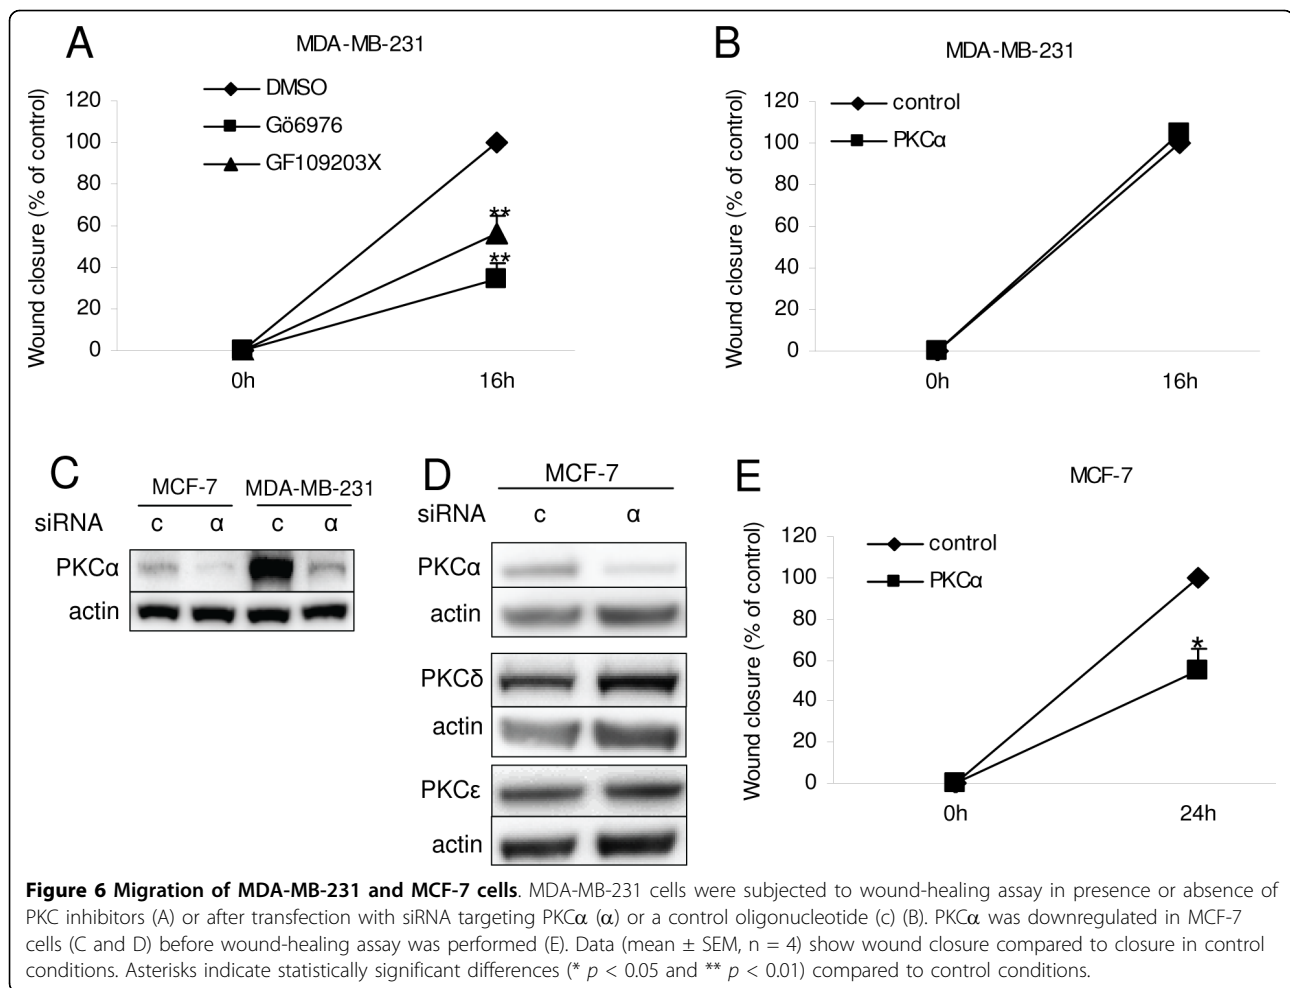 A
MDA-MB-231
DMSO
Gö6976
GF109203X
Wound closure (% of control)
120
100
80
60
40
20
0
**
**
0h
16h
B
MDA-MB-231
control
PKCα
Wound closure (% of control)
120
100
80
60
40
20
0
0h
16h
C
MCF-7 MDA-MB-231
siRNA c α c α
PKCα
actin
D
MCF-7
siRNA c α
PKCα
actin
PKCδ
actin
PKCε
actin
E
MCF-7
control
PKCα
Wound closure (% of control)
120
100
80
60
40
20
0
*
0h
24h
Figure 6 Migration of MDA-MB-231 and MCF-7 cells. MDA-MB-231 cells were subjected to wound-healing assay in presence or absence of
PKC inhibitors (A) or after transfection with siRNA targeting PKCα (α) or a control oligonucleotide (c) (B). PKCα was downregulated in MCF-7
cells (C and D) before wound-healing assay was performed (E). Data (mean ± SEM, n = 4) show wound closure compared to closure in control
conditions. Asterisks indicate statistically significant differences (* p < 0.05 and ** p < 0.01) compared to control conditions.